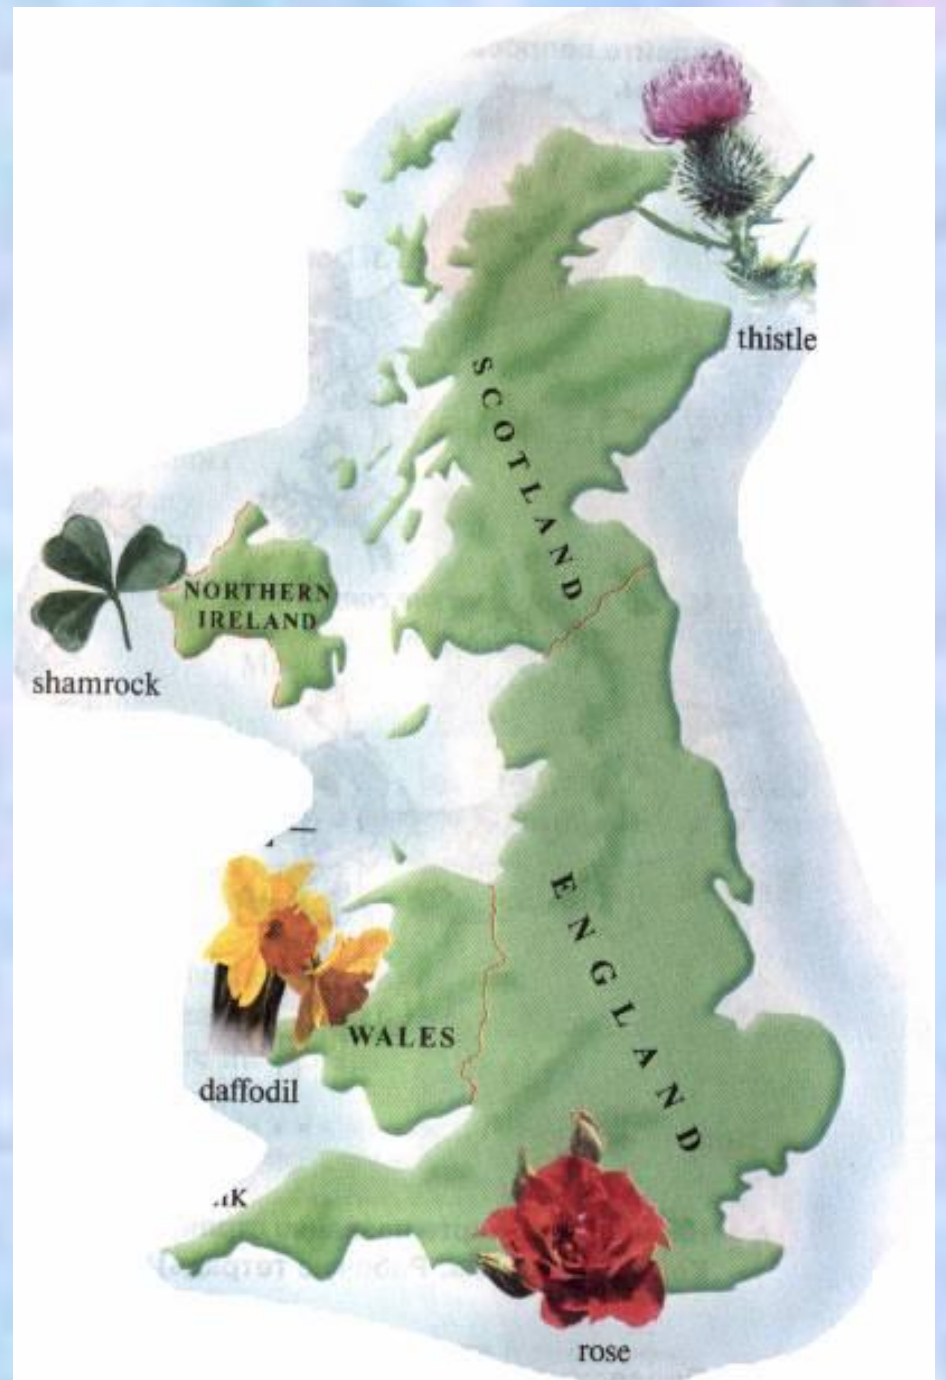 thistle
SCOTLAND
NORTHERN
IRELAND
shamrock
ENGLAND
WALES
daffodil
rose